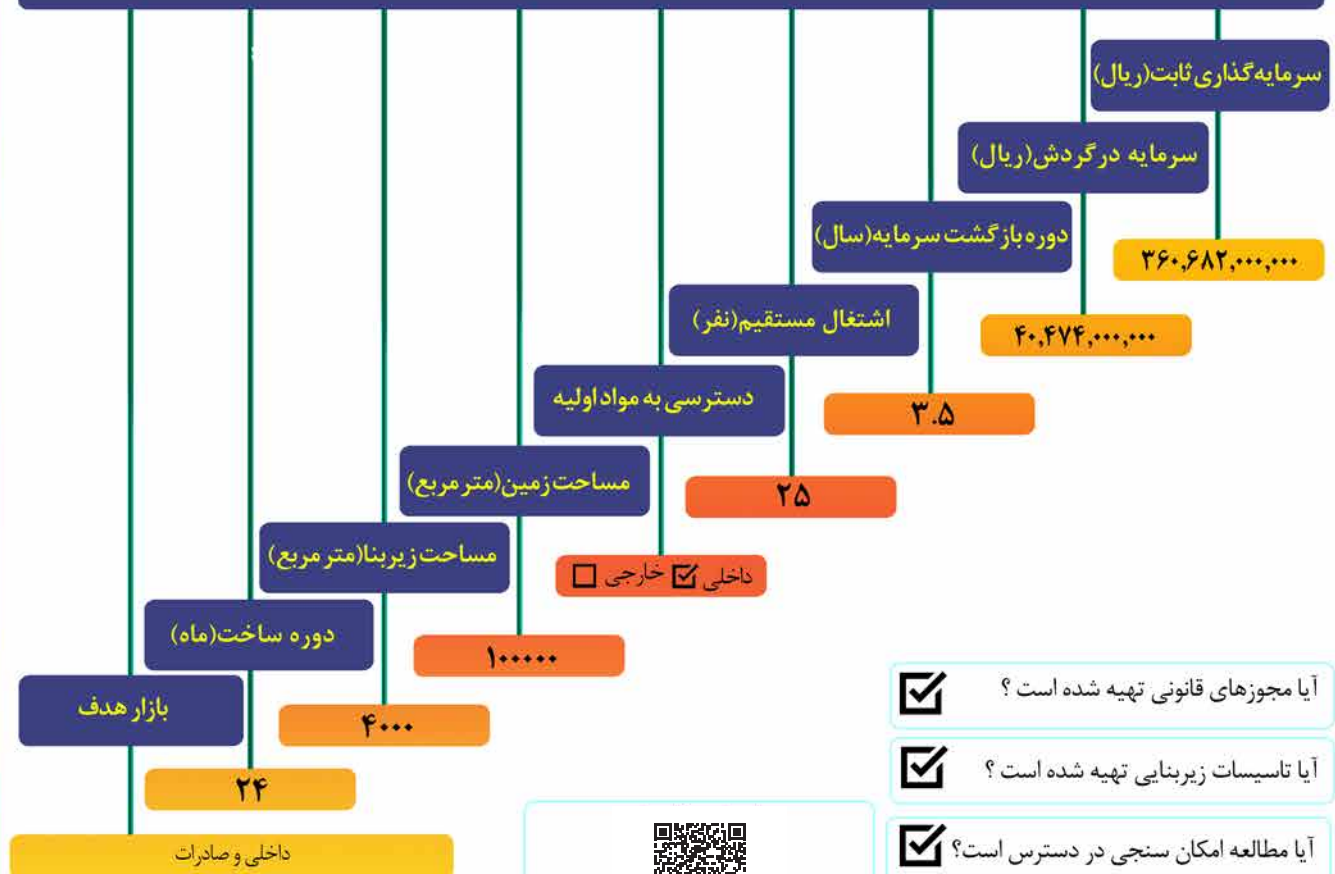 سرمایه‌گذاری ثابت(ریال)
۳۶۰,۶۸۲,۰۰۰,۰۰۰
سرمایه در گردش(ریال)
۴۰,۴۷۴,۰۰۰,۰۰۰
دوره بازگشت سرمایه(سال)
۳.۵
اشتغال مستقیم(نفر)
۲۵
دسترسی به مواد اولیه
داخلی ☑ خارجی ☐
مساحت زمین(متر مربع)
۱۰۰۰۰۰
مساحت زیربنا(متر مربع)
۴۰۰۰
دوره ساخت(ماه)
۲۴
بازار هدف
داخلی و صادرات
آیا مجوزهای قانونی تهیه شده است ؟ ☑
آیا تاسیسات زیربنایی تهیه شده است ؟ ☑
آیا مطالعه امکان سنجی در دسترس است؟ ☑